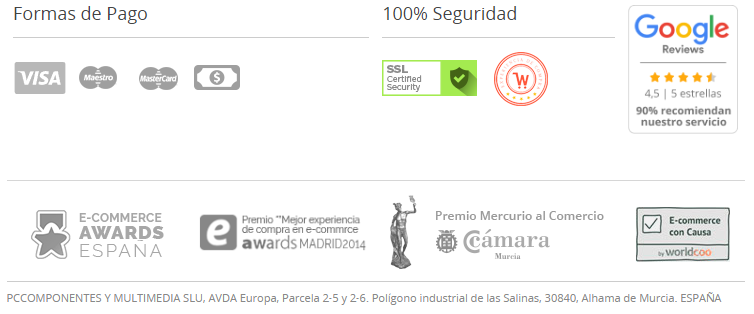 Formas de Pago
100% Seguridad
Google
Reviews
4,5 | 5 estrellas
90% recomiendan
nuestro servicio
VISA
Maestro
MasterCard
$
SSL
Certified
Security
W
E-COMMERCE
AWARDS
ESPAÑA
e
Premio "Mejor experiencia
de compra en e-commrce
awards MADRID2014
Premio Mercurio al Comercio
Cámara
Murcia
E-commerce
con Causa
by worldcoo
PCCOMPONENTES Y MULTIMEDIA SLU, AVDA Europa, Parcela 2-5 y 2-6. Polígono industrial de las Salinas, 30840, Alhama de Murcia. ESPAÑA